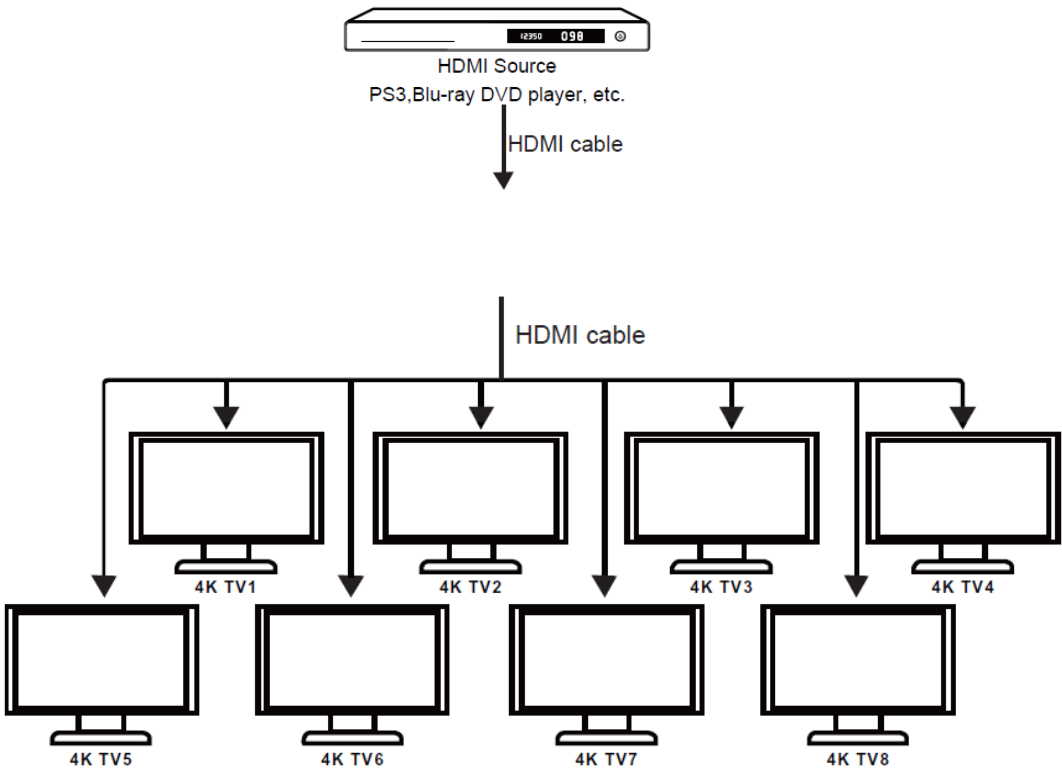 12350 098
HDMI Source
PS3,Blu-ray DVD player, etc.
HDMI cable
HDMI cable
4K TV1
4K TV2
4K TV3
4K TV4
4K TV5
4K TV6
4K TV7
4K TV8